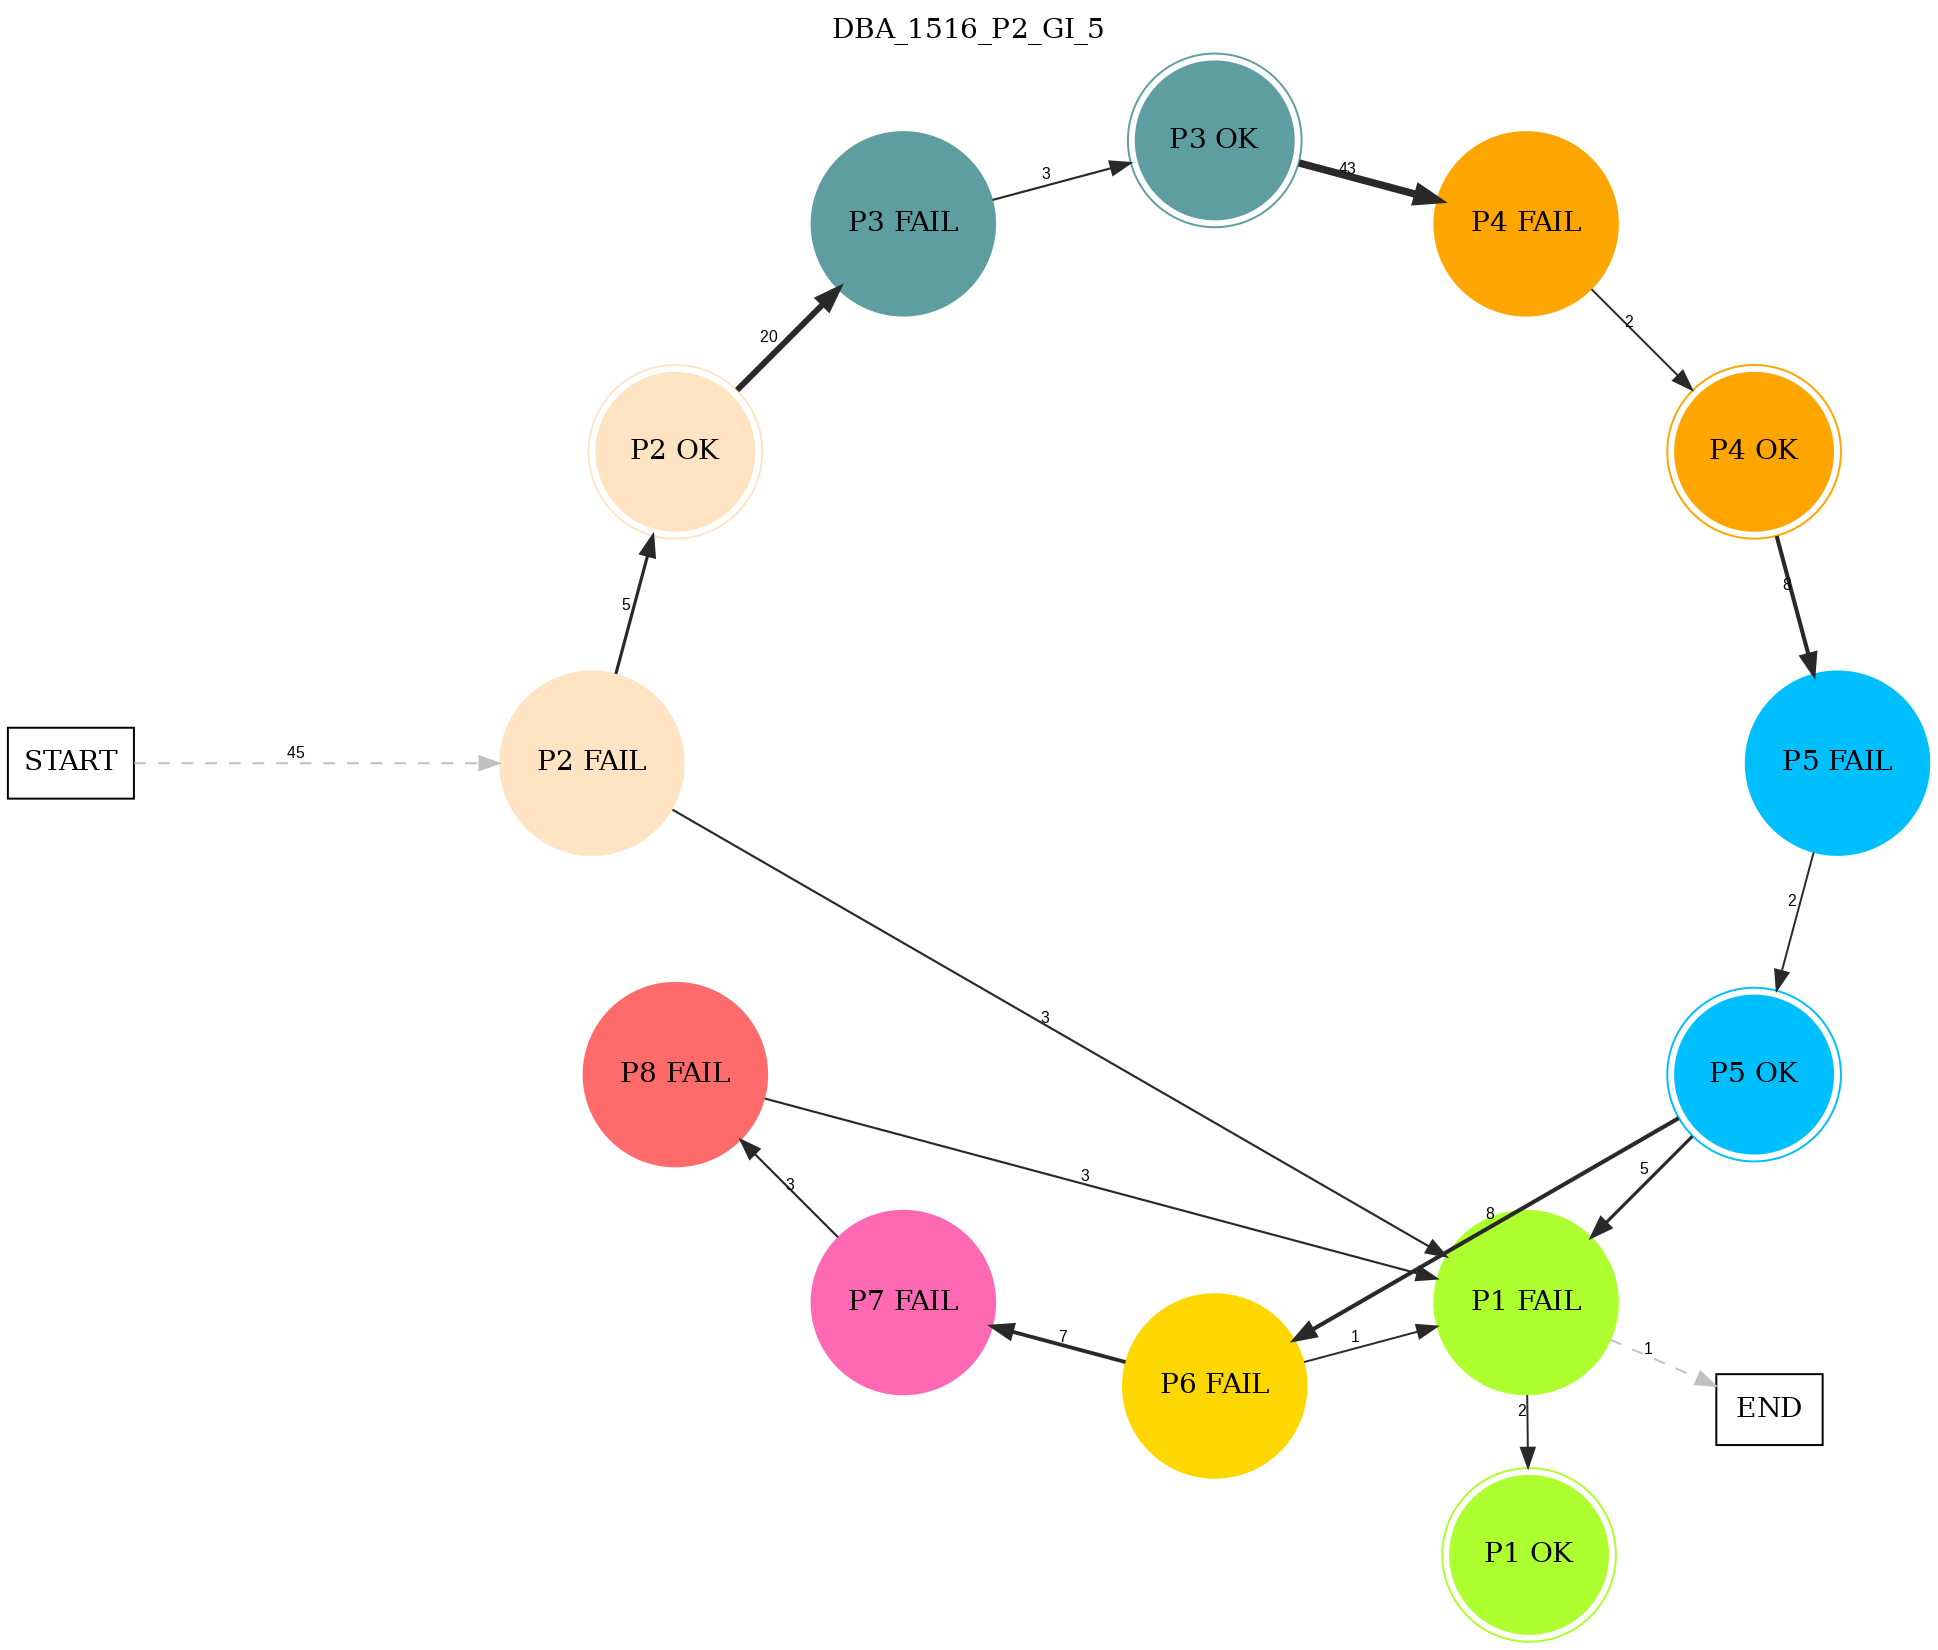 DBA_1516_P2_GI_5
P3 OK
3
43
P3 FAIL
P4 FAIL
20
2
P2 OK
P4 OK
5
8
START
45
P2 FAIL
P5 FAIL
2
3
P8 FAIL
P5 OK
3
5
3
8
P7 FAIL
P1 FAIL
7
1
1
P6 FAIL
2
END
P1 OK